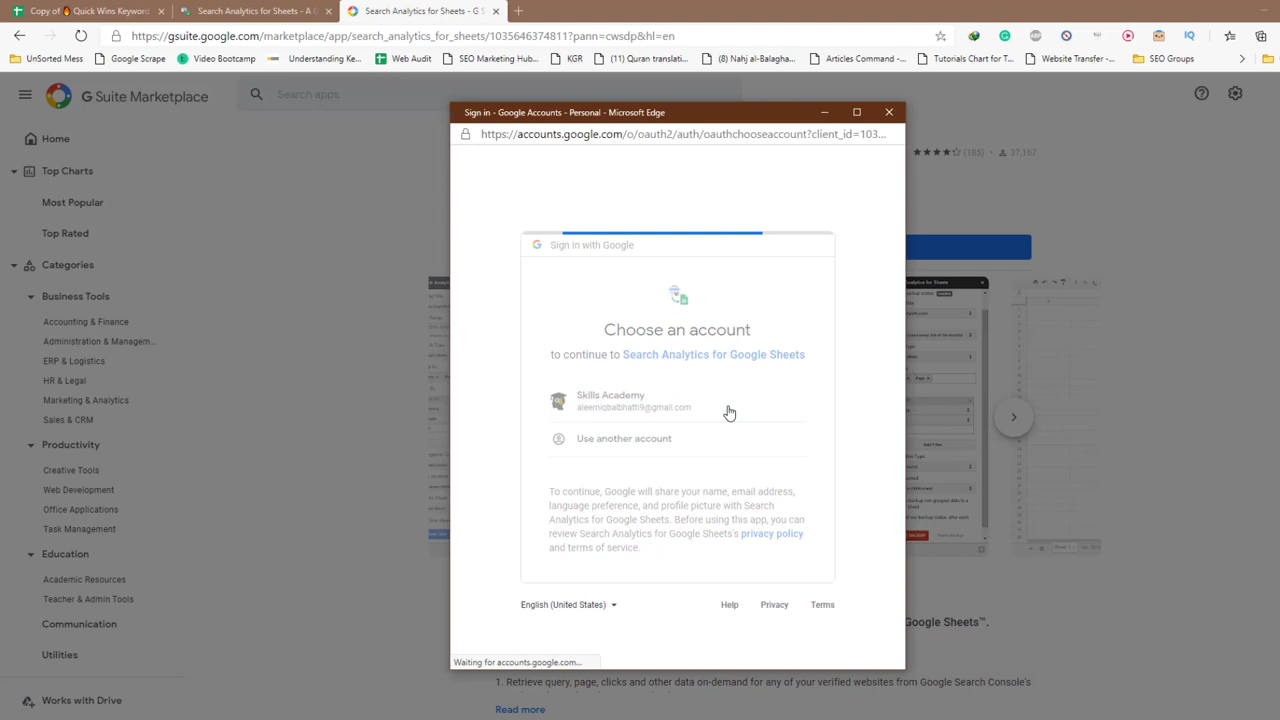 Copy of 🔥 Quick Wins Keyword
Search Analytics for Sheets - A G
Search Analytics for Sheets - G S
https://gsuite.google.com/marketplace/app/search_analytics_for_sheets/1035646374811?pann=cwsdp&hl=en
UnSorted Mess
Google Scrape
Video Bootcamp
Understanding Ke...
Web Audit
SEO Marketing Hub...
KGR
(11) Quran translati...
(8) Nahj al-Balagha...
Articles Command -...
Tutorials Chart for T...
Website Transfer -...
SEO Groups
G Suite Marketplace
Search apps
Home
Top Charts
Most Popular
Top Rated
Categories
Business Tools
Accounting & Finance
Administration & Managem...
ERP & Logistics
HR & Legal
Marketing & Analytics
Sales & CRM
Productivity
Creative Tools
Web Development
Office Applications
Task Management
Education
Academic Resources
Teacher & Admin Tools
Communication
Utilities
Works with Drive
(185)
37,167
Sign in - Google Accounts - Personal - Microsoft Edge
https://accounts.google.com/o/oauth2/auth/oauthchooseaccount?client_id=103...
Sign in with Google
Choose an account
to continue to Search Analytics for Google Sheets
Skills Academy
aleemiqbalbhatti9@gmail.com
Use another account
To continue, Google will share your name, email address,
language preference, and profile picture with Search
Analytics for Google Sheets. Before using this app, you can
review Search Analytics for Google Sheets's privacy policy
and terms of service.
English (United States)
Help
Privacy
Terms
Waiting for accounts.google.com...
Google Sheets™.
1. Retrieve query, page, clicks and other data on-demand for any of your verified websites from Google Search Console's
Read more